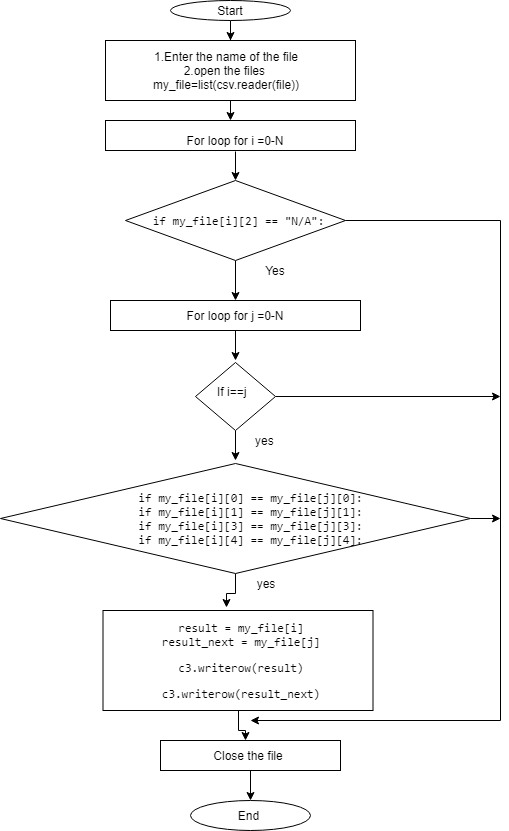 Start
1.Enter the name of the file
2.open the files
my_file=list(csv.reader(file))
For loop for i =0-N
if my_file[i][2] == "N/A":
Yes
For loop for j =0-N
If i==j
yes
if my_file[i][0] == my_file[j][0]:
if my_file[i][1] == my_file[j][1]:
if my_file[i][3] == my_file[j][3]:
if my_file[i][4] == my_file[j][4]:
yes
result = my_file[i]
result_next = my_file[j]
c3.writerow(result)
c3.writerow(result_next)
Close the file
End